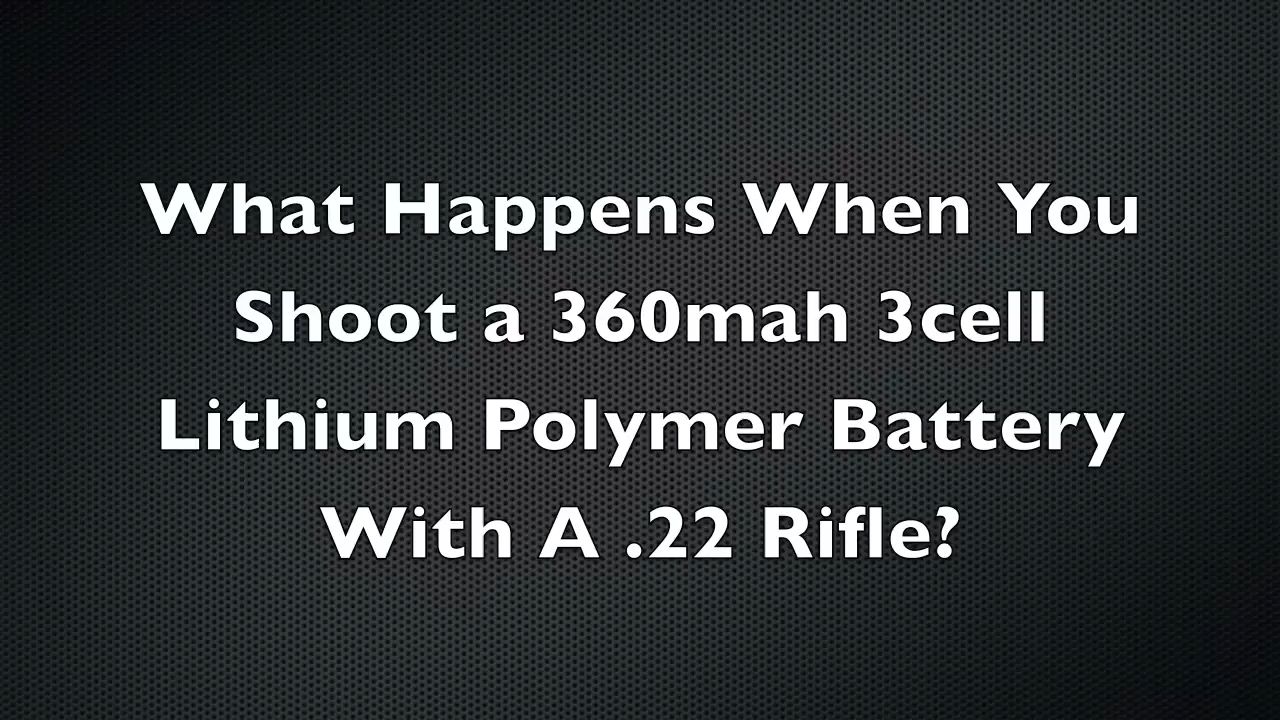 What Happens When You
Shoot a 360mah 3cell
Lithium Polymer Battery
With A .22 Rifle?